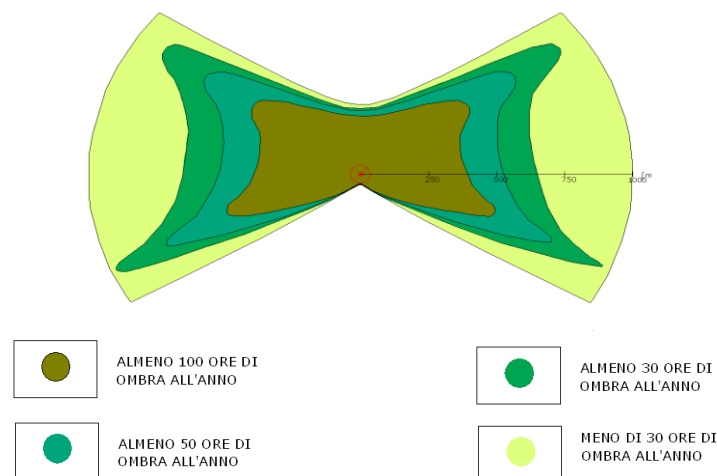 250 500 750 1000 [m
ALMENO 100 ORE DI
OMBRA ALL'ANNO
ALMENO 30 ORE DI
OMBRA ALL'ANNO
ALMENO 50 ORE DI
OMBRA ALL'ANNO
MENO DI 30 ORE DI
OMBRA ALL'ANNO